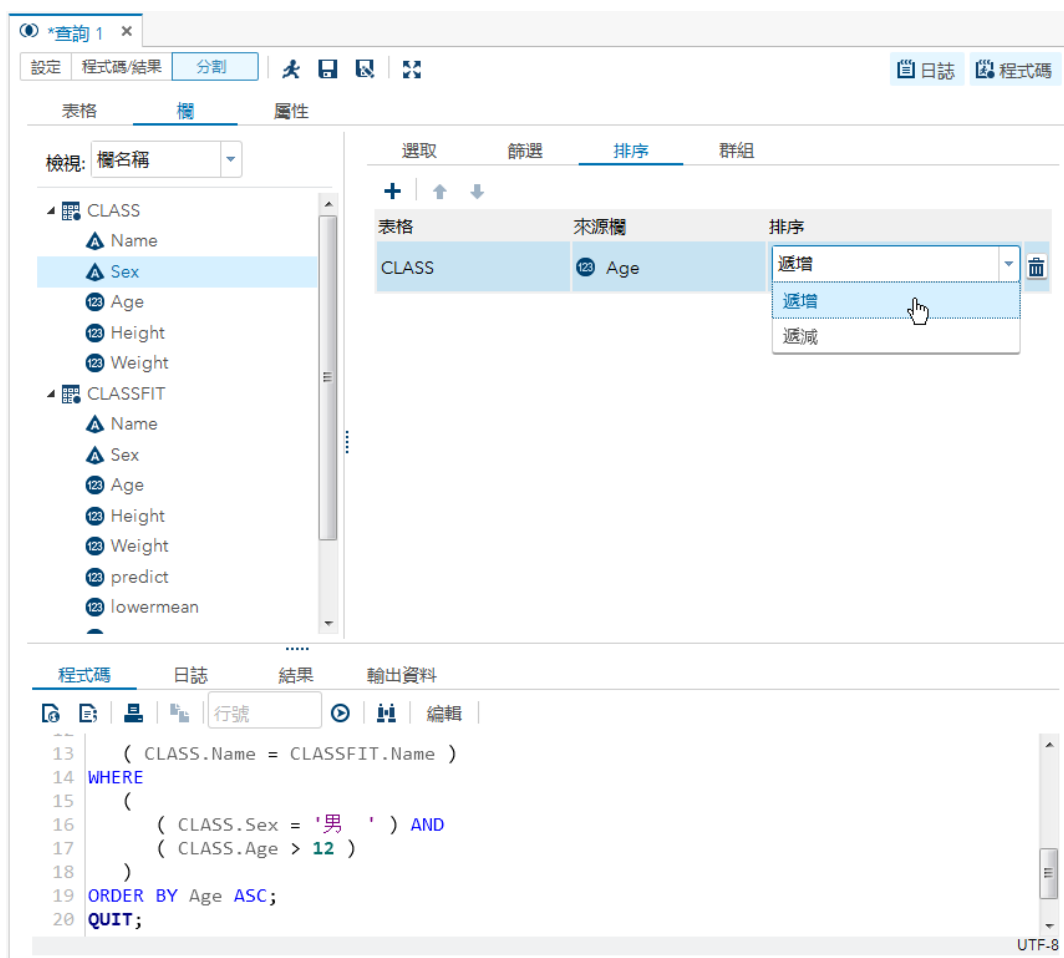 *查詢 1 ×
設定 程式碼/結果 分割 日誌 程式碼
表格 欄 屬性
檢視: 欄名稱
選取 篩選 排序 群組
CLASS
Name
Sex
Age
Height
Weight
CLASSFIT
Name
Sex
Age
Height
Weight
predict
lowermean
表格 來源欄 排序
CLASS 123 Age 遞增
遞增
遞減
程式碼 日誌 結果 輸出資料
行號 編輯
13 ( CLASS.Name = CLASSFIT.Name )
14 WHERE
15 (
16 ( CLASS.Sex = '男 ' ) AND
17 ( CLASS.Age > 12 )
18 )
19 ORDER BY Age ASC;
20 QUIT;
UTF-8